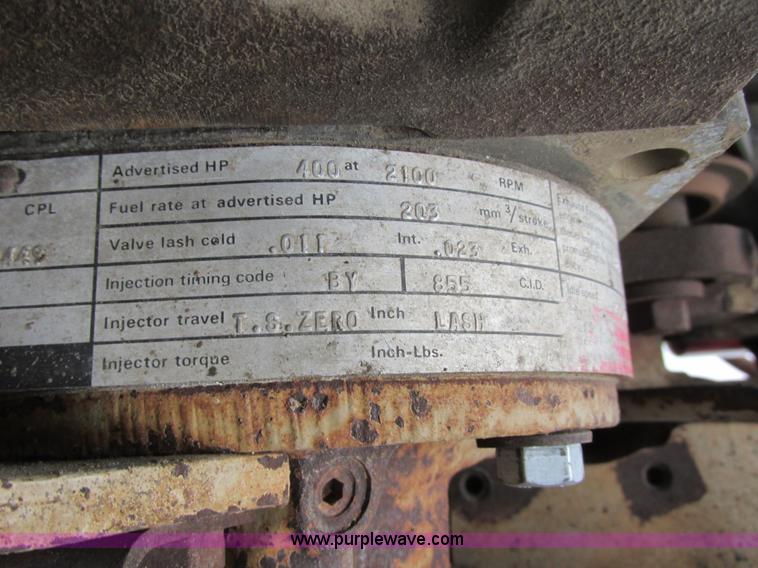 Advertised HP 400 at 2100 RPM
CPL
Fuel rate at advertised HP 203 mm³/stroke
Valve lash cold .011 Int. .023 Exh.
Injection timing code BY 855 C.I.D.
Injector travel T.S.ZERO Inch LASH
Injector torque Inch-Lbs.
Idle speed
www.purplewave.com